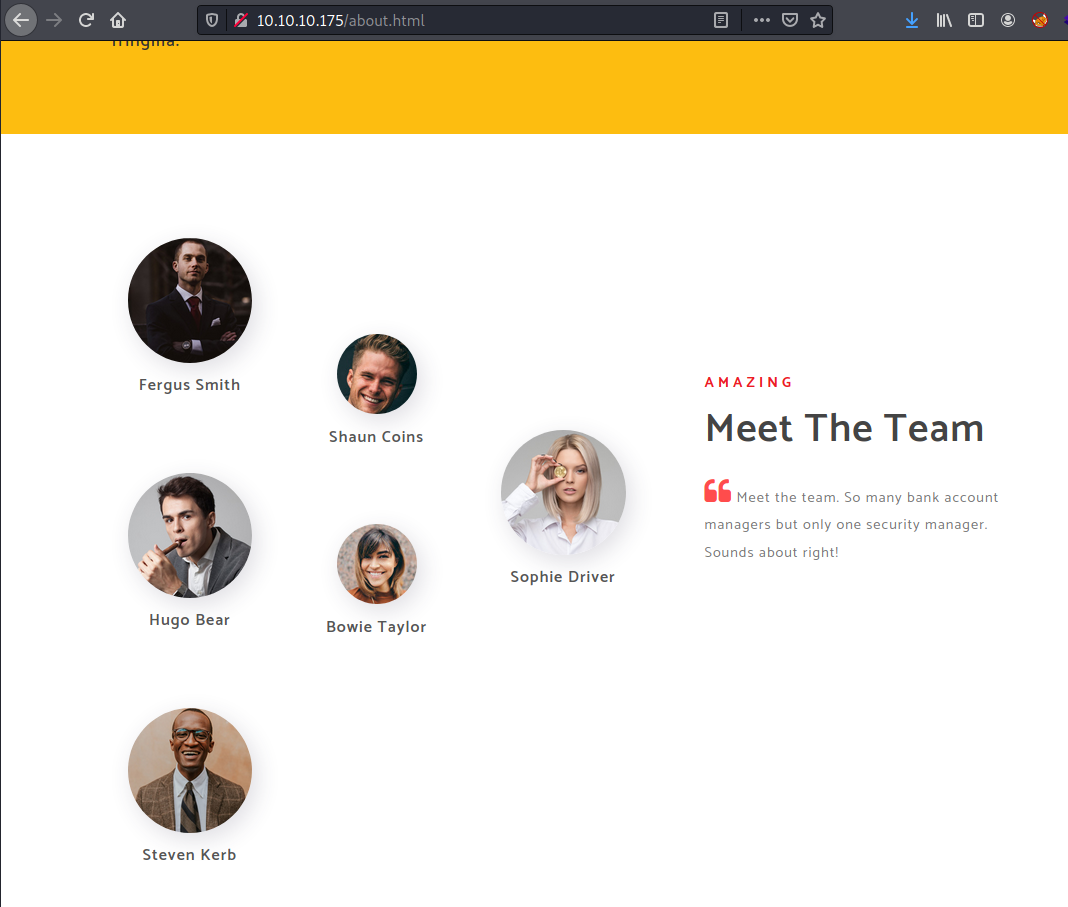 10.10.10.175/about.html
fringilla.
Fergus Smith
Shaun Coins
Hugo Bear
Bowie Taylor
Steven Kerb
Sophie Driver
AMAZING
Meet The Team
❝ Meet the team. So many bank account
managers but only one security manager.
Sounds about right!